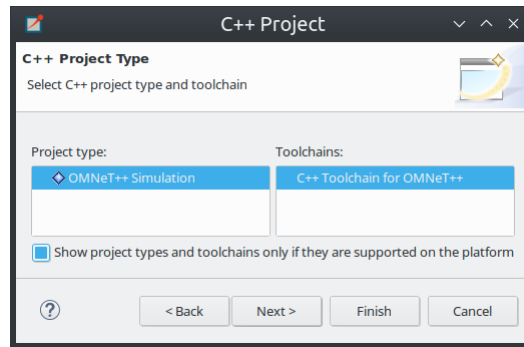 C++ Project
C++ Project Type
Select C++ project type and toolchain
Project type:
Toolchains:
OMNeT++ Simulation
C++ Toolchain for OMNeT++
Show project types and toolchains only if they are supported on the platform
?
< Back
Next >
Finish
Cancel